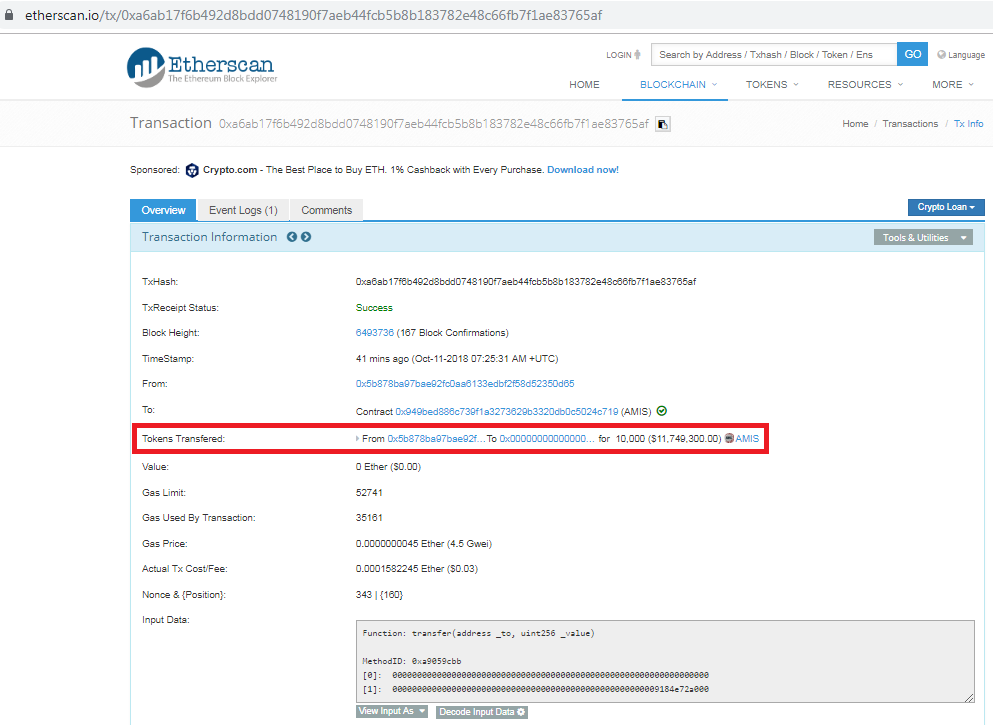 etherscan.io/tx/0xa6ab17f6b492d8bdd0748190f7aeb44fcb5b8b183782e48c66fb7f1ae83765af
LOGIN
Search by Address / Txhash / Block / Token / Ens
GO
Language
Etherscan
The Ethereum Block Explorer
HOME BLOCKCHAIN TOKENS RESOURCES MORE
Transaction 0xa6ab17f6b492d8bdd0748190f7aeb44fcb5b8b183782e48c66fb7f1ae83765af
Home / Transactions / Tx Info
Sponsored: Crypto.com - The Best Place to Buy ETH. 1% Cashback with Every Purchase. Download now!
Overview Event Logs (1) Comments
Crypto Loan
Transaction Information
Tools & Utilities
TxHash: 0xa6ab17f6b492d8bdd0748190f7aeb44fcb5b8b183782e48c66fb7f1ae83765af
TxReceipt Status: Success
Block Height: 6493736 (167 Block Confirmations)
TimeStamp: 41 mins ago (Oct-11-2018 07:25:31 AM +UTC)
From: 0x5b878ba97bae92fc0aa6133edbf2f58d52350d65
To: Contract 0x949bed886c739f1a3273629b3320db0c5024c719 (AMIS)
Tokens Transfered: From 0x5b878ba97bae92f... To 0x00000000000000... for 10,000 ($11,749,300.00) AMIS
Value: 0 Ether ($0.00)
Gas Limit: 52741
Gas Used By Transaction: 35161
Gas Price: 0.0000000045 Ether (4.5 Gwei)
Actual Tx Cost/Fee: 0.0001582245 Ether ($0.03)
Nonce & {Position}: 343 | {160}
Input Data:
Function: transfer(address _to, uint256 _value)
MethodID: 0xa9059cbb
[0]: 0000000000000000000000000000000000000000000000000000000000000000
[1]: 000000000000000000000000000000000000000000000000000009184e72a000
View Input As Decode Input Data